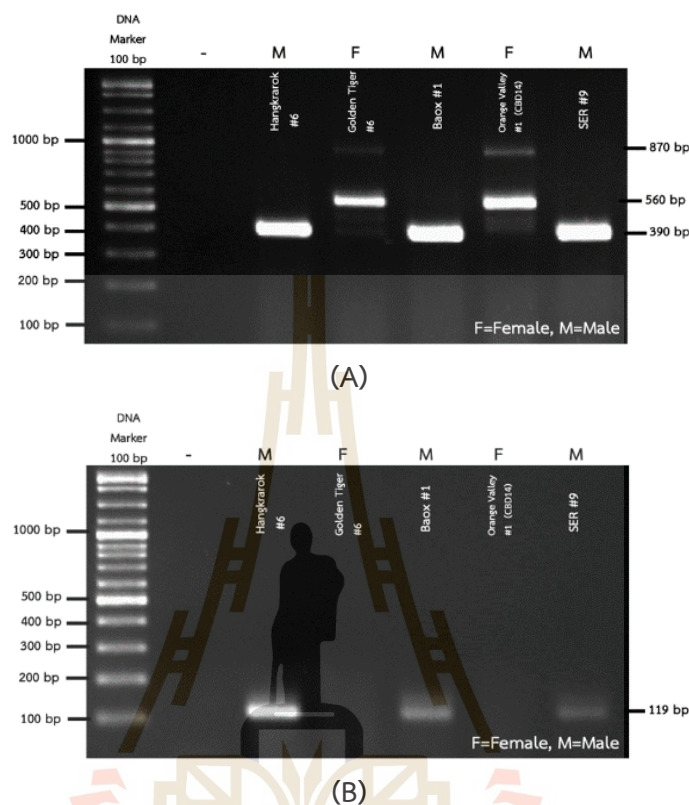 DNA
Marker
100 bp
- M F M F M
Hangkrarok
#6
Golden Tiger
#6
Baox #1
Orange Valley
#1 (CBD14)
SER #9
1000 bp
500 bp
400 bp
300 bp
200 bp
100 bp
870 bp
560 bp
390 bp
F=Female, M=Male
(A)
DNA
Marker
100 bp
- M F M F M
Hangkrarok
#6
Golden Tiger
#6
Baox #1
Orange Valley
#1 (CBD14)
SER #9
1000 bp
500 bp
400 bp
300 bp
200 bp
100 bp
119 bp
F=Female, M=Male
(B)